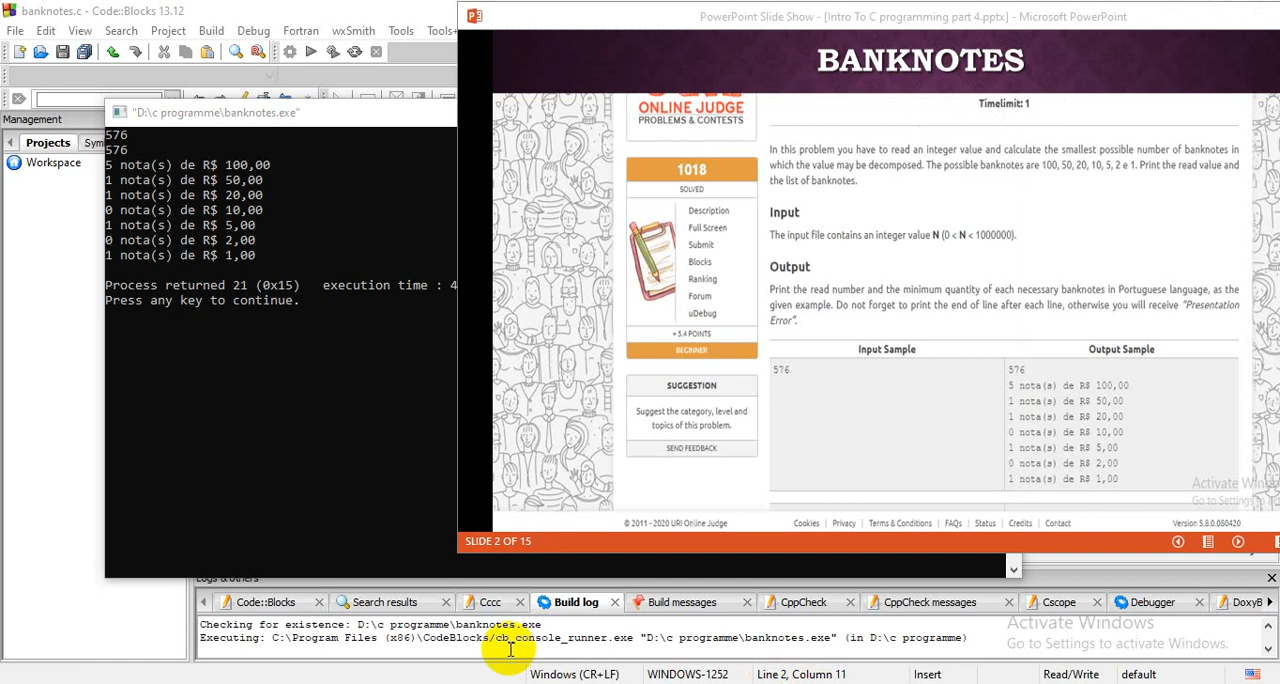 banknotes.c - Code::Blocks 13.12
File Edit View Search Project Build Debug Fortran wxSmith Tools Tools+
Management
Projects Sym
Workspace
"D:\c programme\banknotes.exe"
576
576
5 nota(s) de R$ 100,00
1 nota(s) de R$ 50,00
1 nota(s) de R$ 20,00
0 nota(s) de R$ 10,00
1 nota(s) de R$ 5,00
0 nota(s) de R$ 2,00
1 nota(s) de R$ 1,00
Process returned 21 (0x15) execution time : 4
Press any key to continue.
PowerPoint Slide Show - [Intro To C programming part 4.pptx] - Microsoft PowerPoint
BANKNOTES
ONLINE JUDGE
PROBLEMS & CONTESTS
1018
SOLVED
Description
Full Screen
Submit
Blocks
Ranking
Forum
uDebug
+ 5.4 POINTS
BEGINNER
SUGGESTION
Suggest the category, level and
topics of this problem.
SEND FEEDBACK
Timelimit: 1
In this problem you have to read an integer value and calculate the smallest possible number of banknotes in
which the value may be decomposed. The possible banknotes are 100, 50, 20, 10, 5, 2 e 1. Print the read value and
the list of banknotes.
Input
The input file contains an integer value N (0 < N < 1000000).
Output
Print the read number and the minimum quantity of each necessary banknotes in Portuguese language, as the
given example. Do not forget to print the end of line after each line, otherwise you will receive "Presentation
Error".
Input Sample Output Sample
576 576
5 nota(s) de R$ 100,00
1 nota(s) de R$ 50,00
1 nota(s) de R$ 20,00
0 nota(s) de R$ 10,00
1 nota(s) de R$ 5,00
0 nota(s) de R$ 2,00
1 nota(s) de R$ 1,00
© 2011 - 2020 URI Online Judge Cookies | Privacy | Terms & Conditions | FAQs | Status | Credits | Contact Version 5.8.0.080420
SLIDE 2 OF 15
Logs & others
Code::Blocks Search results Cccc Build log Build messages CppCheck CppCheck messages Cscope Debugger DoxyB
Checking for existence: D:\c programme\banknotes.exe
Executing: C:\Program Files (x86)\CodeBlocks/cb_console_runner.exe "D:\c programme\banknotes.exe" (in D:\c programme)
Activate Windows
Go to Settings to activate Windows.
Windows (CR+LF) WINDOWS-1252 Line 2, Column 11 Insert Read/Write default